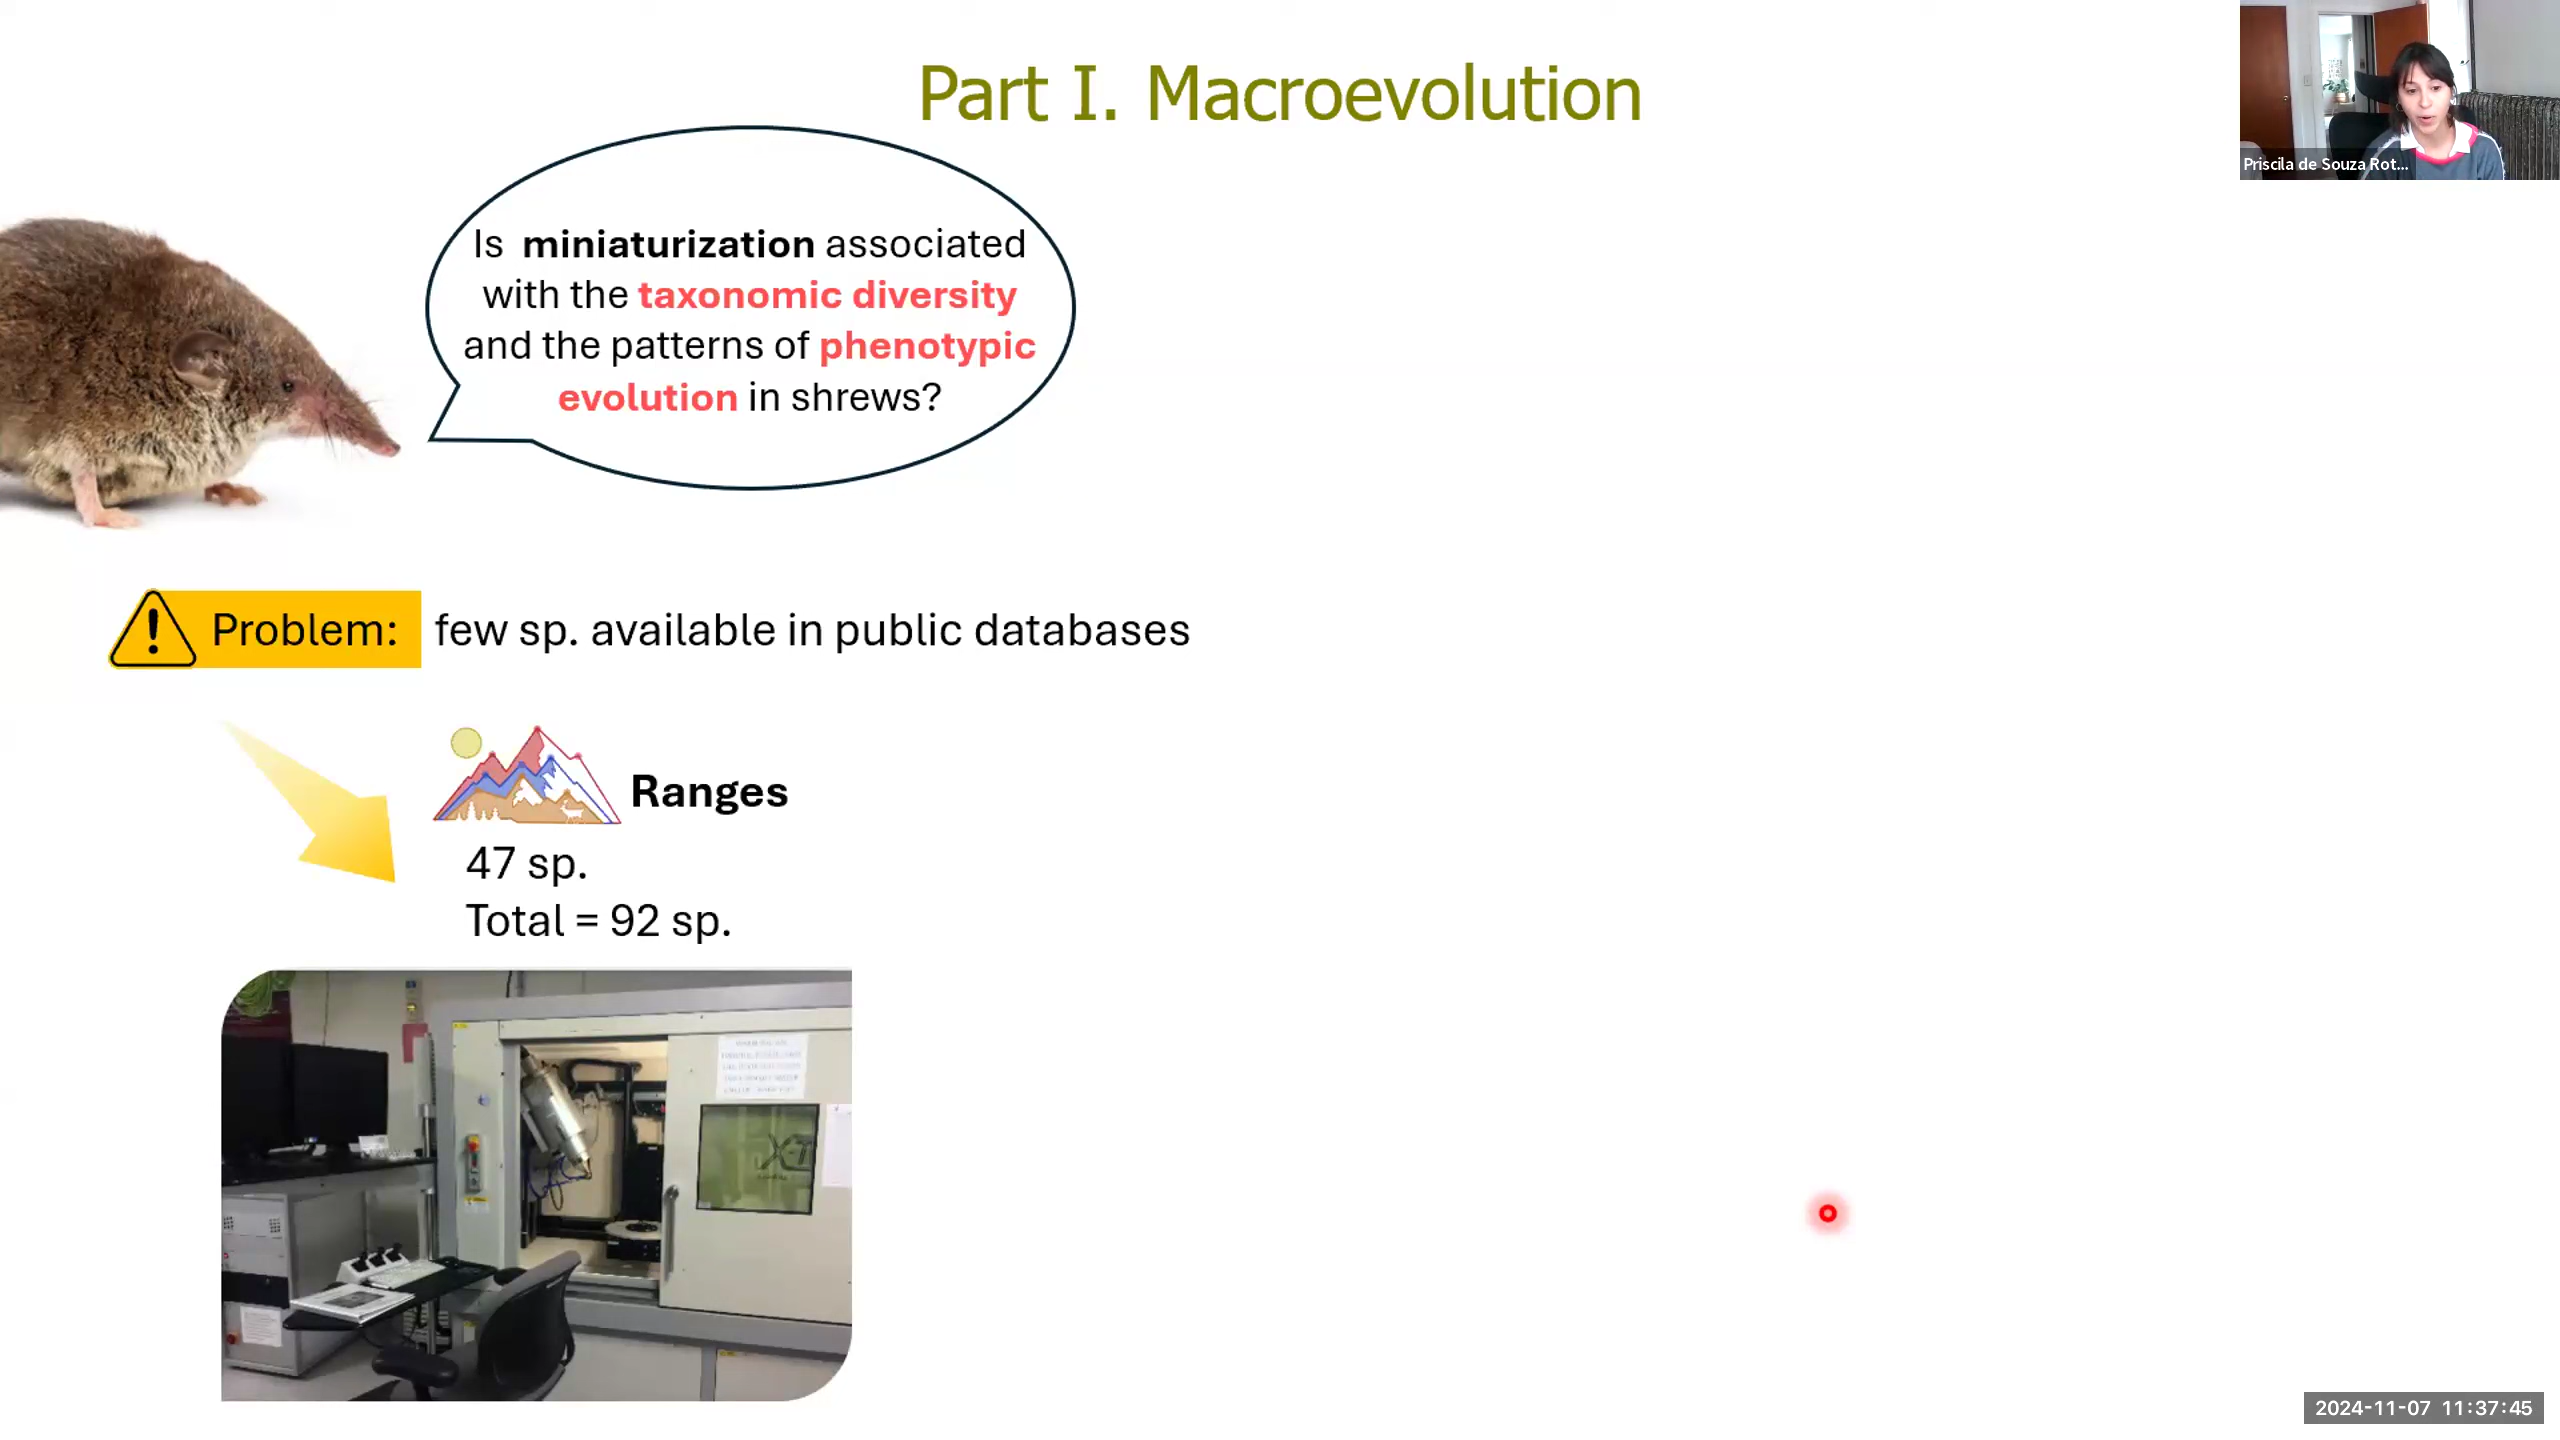 Part I. Macroevolution
Priscila de Souza Rot...
Is miniaturization associated
with the taxonomic diversity
and the patterns of phenotypic
evolution in shrews?
Problem: few sp. available in public databases
Ranges
47 sp.
Total = 92 sp.
XT
2024-11-07 11:37:45